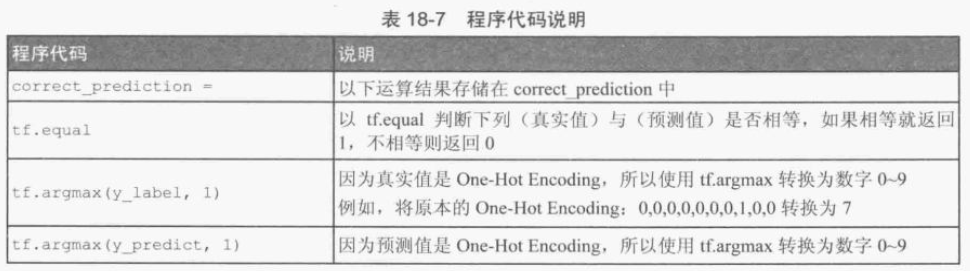 表 18-7 程序代码说明
程序代码 说明
correct_prediction = 以下运算结果存储在 correct_prediction 中
tf.equal 以 tf.equal 判断下列（真实值）与（预测值）是否相等，如果相等就返回
1，不相等则返回 0
tf.argmax(y_label, 1) 因为真实值是 One-Hot Encoding，所以使用 tf.argmax 转换为数字 0~9
例如，将原本的 One-Hot Encoding：0,0,0,0,0,0,0,1,0,0 转换为 7
tf.argmax(y_predict, 1) 因为预测值是 One-Hot Encoding，所以使用 tf.argmax 转换为数字 0~9